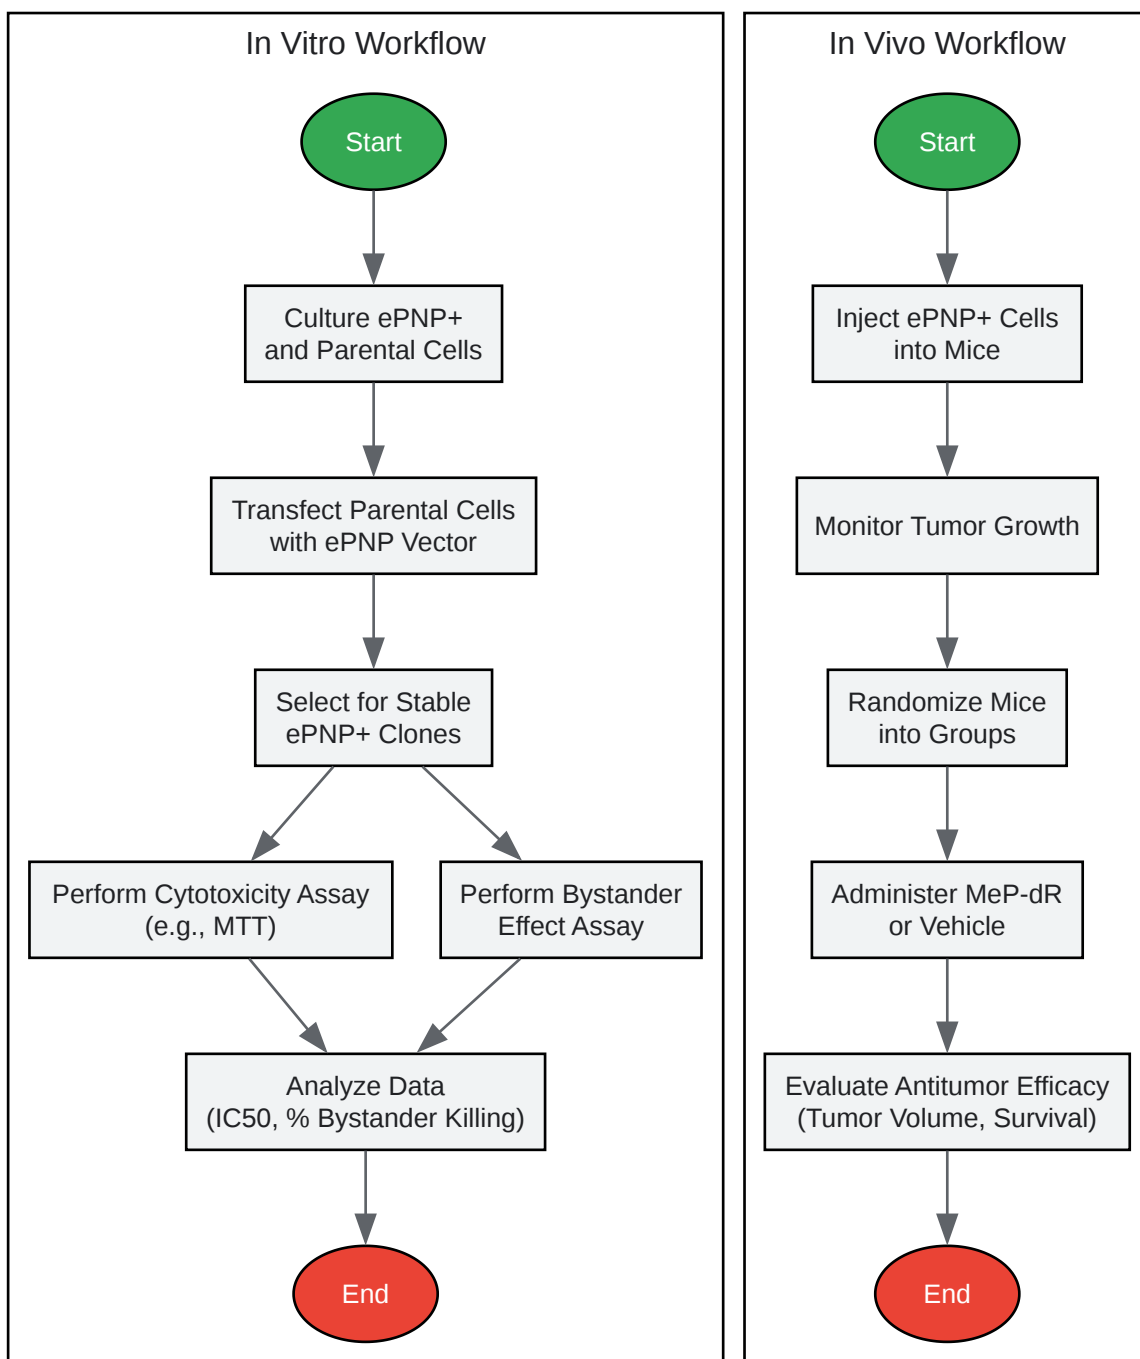 In Vitro Workflow
Start
Culture ePNP+
and Parental Cells
Transfect Parental Cells
with ePNP Vector
Select for Stable
ePNP+ Clones
Perform Cytotoxicity Assay
(e.g., MTT)
Perform Bystander
Effect Assay
Analyze Data
(IC50, % Bystander Killing)
End
In Vivo Workflow
Start
Inject ePNP+ Cells
into Mice
Monitor Tumor Growth
Randomize Mice
into Groups
Administer MeP-dR
or Vehicle
Evaluate Antitumor Efficacy
(Tumor Volume, Survival)
End